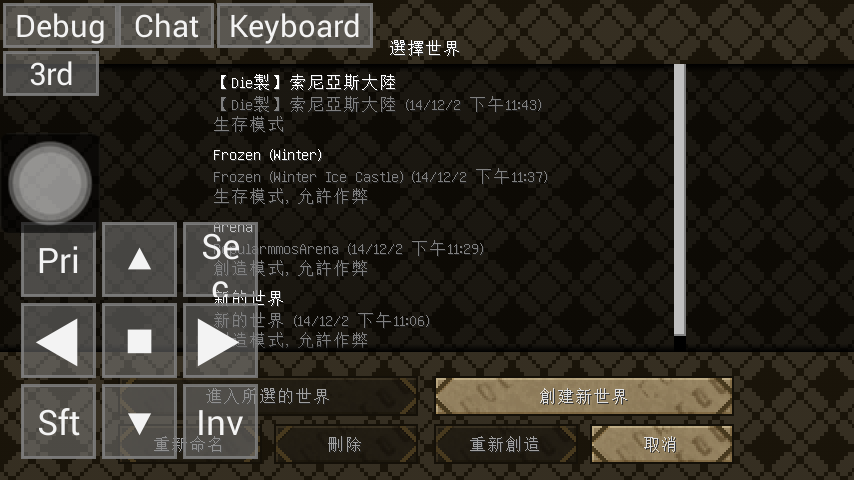 Debug Chat Keyboard
選擇世界
3rd
【Die製】索尼亞斯大陸
【Die製】索尼亞斯大陸 (14/12/2 下午11:43)
生存模式
Frozen (Winter)
Frozen (Winter Ice Castle) (14/12/2 下午11:37)
生存模式, 允許作弊
Arena
ularmmosArena (14/12/2 下午11:29)
創造模式, 允許作弊
Pri ▲ Sec
新的世界
新的世界 (14/12/2 下午11:06)
創造模式, 允許作弊
◀ ■ ▶
進入所選的世界 創建新世界
Sft ▼ Inv
重新命名 刪除 重新創造 取消